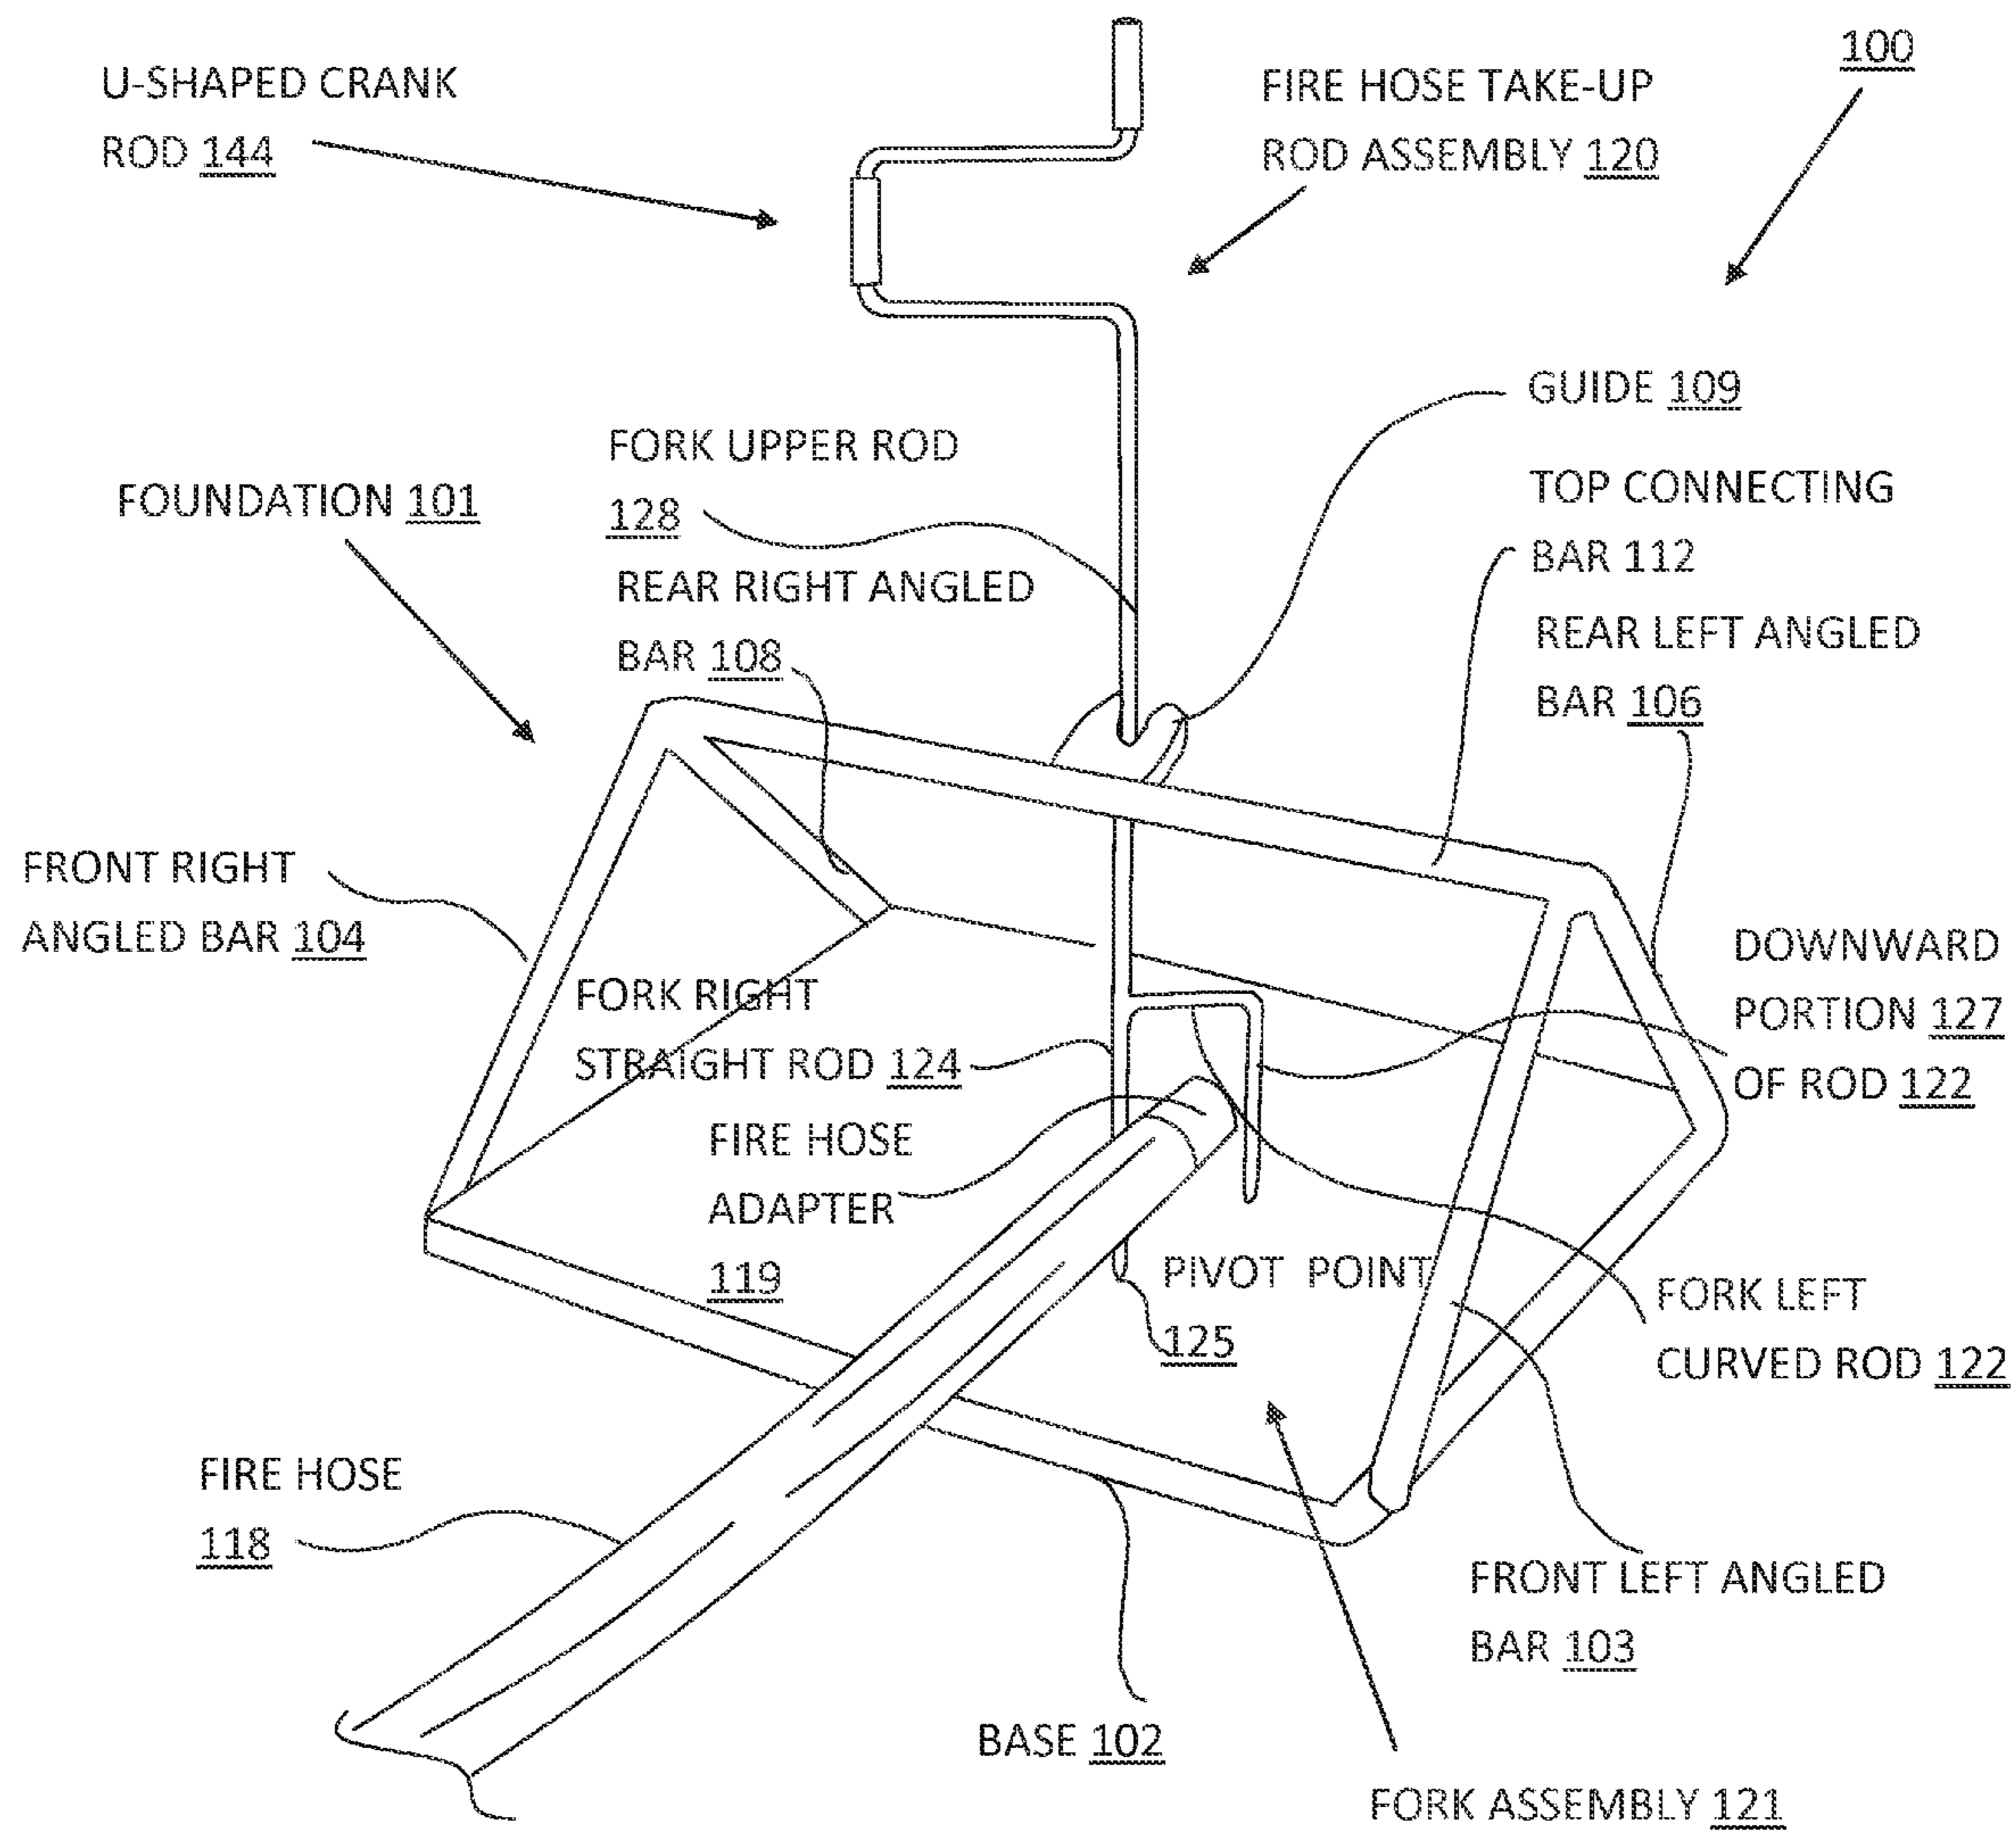 100
U-SHAPED CRANK
ROD 144
FIRE HOSE TAKE-UP
ROD ASSEMBLY 120
GUIDE 109
FORK UPPER ROD
128
TOP CONNECTING
BAR 112
FOUNDATION 101
REAR RIGHT ANGLED
BAR 108
REAR LEFT ANGLED
BAR 106
FRONT RIGHT
ANGLED BAR 104
DOWNWARD
PORTION 127
OF ROD 122
FORK RIGHT
STRAIGHT ROD 124
FIRE HOSE
ADAPTER
119
PIVOT POINT
125
FORK LEFT
CURVED ROD 122
FIRE HOSE
118
FRONT LEFT ANGLED
BAR 103
BASE 102
FORK ASSEMBLY 121